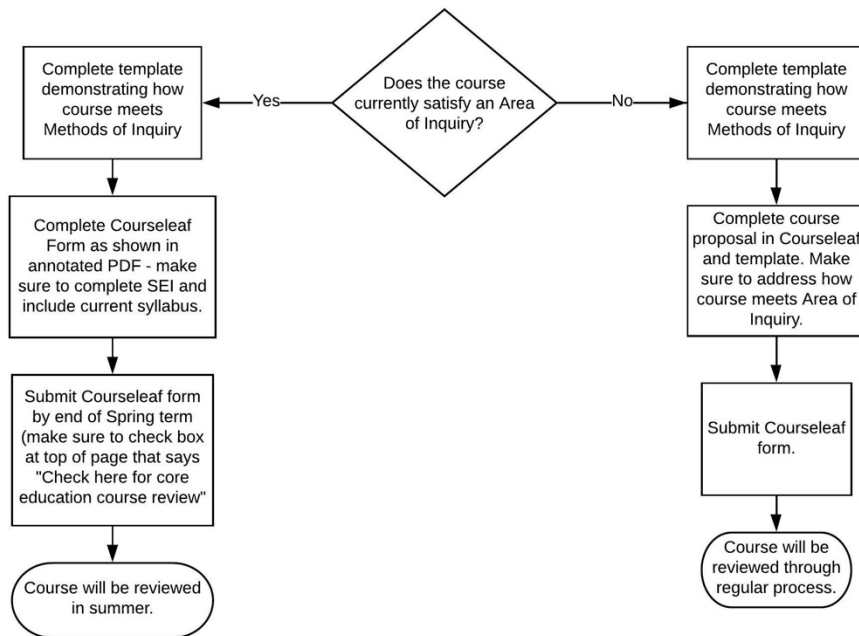 Does the course
currently satisfy an Area
of Inquiry?
Yes
No
Complete template
demonstrating how
course meets
Methods of Inquiry
Complete Courseleaf
Form as shown in
annotated PDF - make
sure to complete SEI and
include current syllabus.
Submit Courseleaf form
by end of Spring term
(make sure to check box
at top of page that says
"Check here for core
education course review"
Course will be reviewed
in summer.
Complete template
demonstrating how
course meets
Methods of Inquiry
Complete course
proposal in Courseleaf
and template. Make
sure to address how
course meets Area of
Inquiry.
Submit Courseleaf
form.
Course will be
reviewed through
regular process.